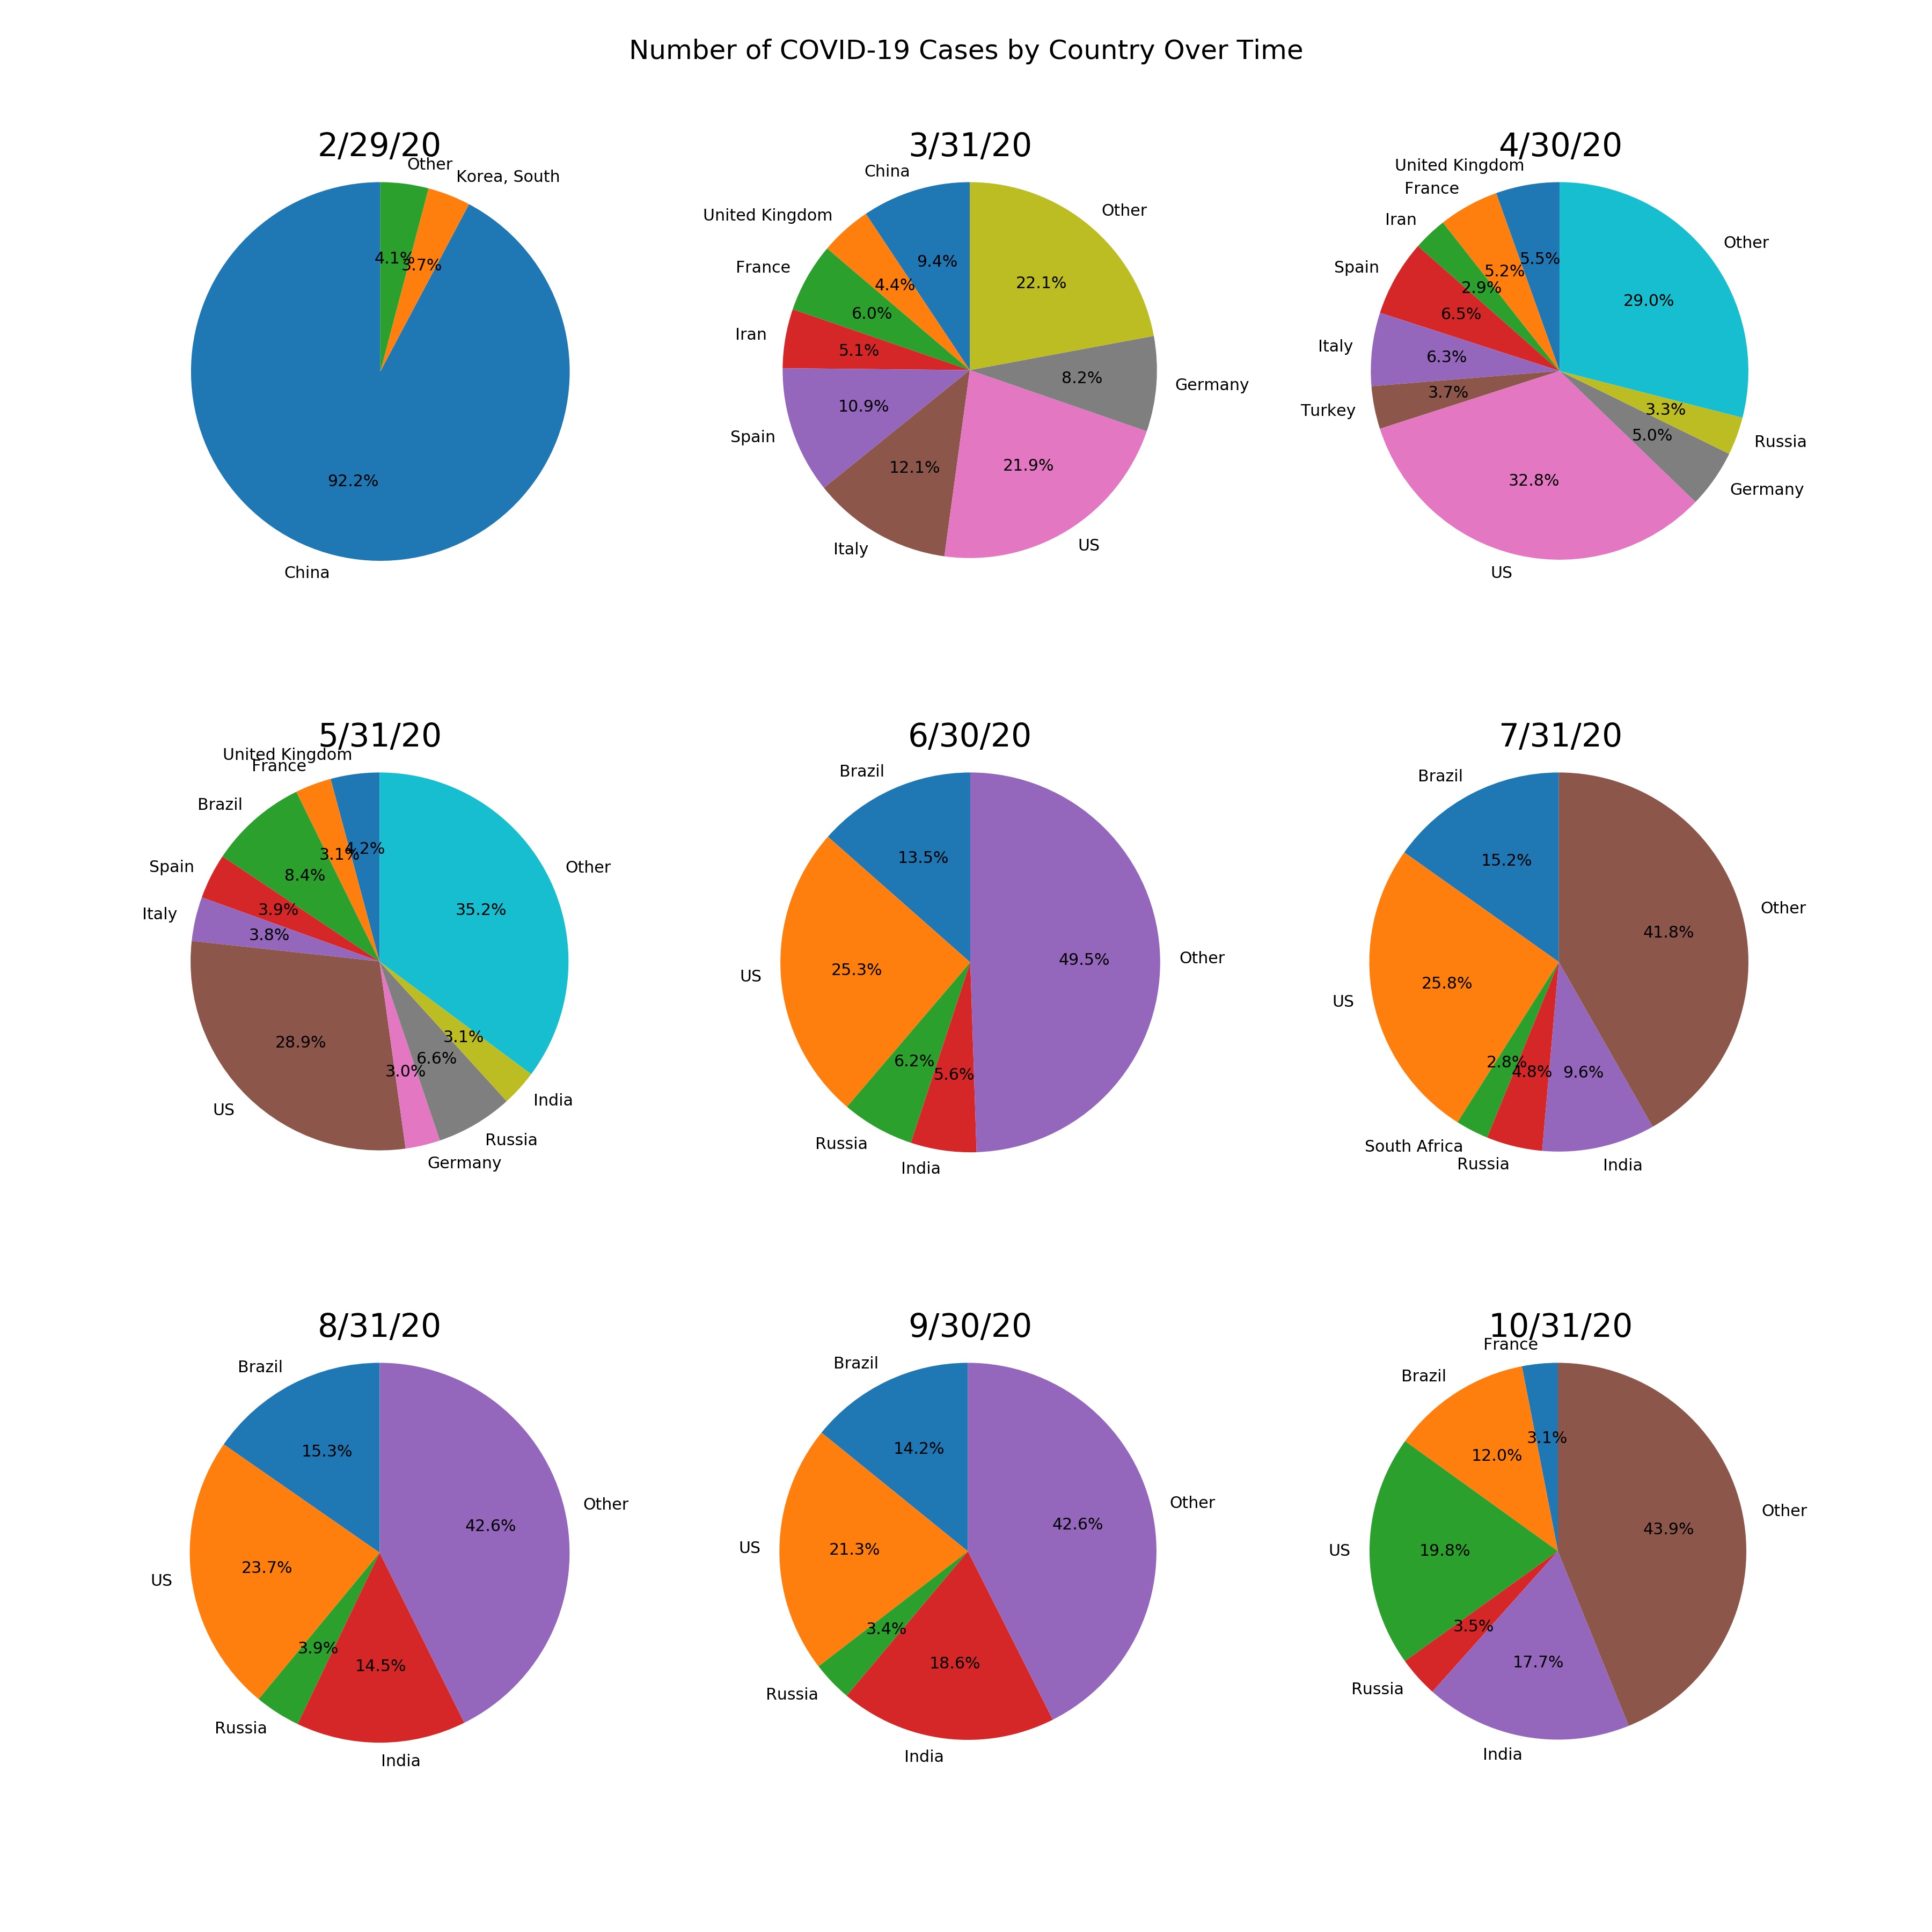 Number of COVID-19 Cases by Country Over Time
2/29/20
Other
Korea, South
4.1%
3.7%
92.2%
China
3/31/20
China
United Kingdom
Other
France
9.4%
4.4%
22.1%
6.0%
Iran
5.1%
8.2%
Germany
10.9%
Spain
12.1%
21.9%
Italy
US
4/30/20
United Kingdom
France
Iran
Other
Spain
5.5%
5.2%
2.9%
29.0%
6.5%
Italy
6.3%
3.7%
3.3%
Turkey
5.0%
Russia
32.8%
Germany
US
5/31/20
United Kingdom
France
Brazil
4.2%
3.1%
Spain
8.4%
Other
3.9%
35.2%
Italy
3.8%
28.9%
3.1%
6.6%
3.0%
US
India
Russia
Germany
6/30/20
Brazil
13.5%
49.5%
Other
US
25.3%
6.2%
5.6%
Russia
India
7/31/20
Brazil
15.2%
Other
41.8%
25.8%
US
2.8%
4.8%
9.6%
South Africa
Russia
India
8/31/20
Brazil
15.3%
Other
42.6%
23.7%
US
3.9%
14.5%
Russia
India
9/30/20
Brazil
14.2%
Other
42.6%
US
21.3%
3.4%
18.6%
Russia
India
10/31/20
France
Brazil
3.1%
12.0%
Other
43.9%
US
19.8%
3.5%
17.7%
Russia
India